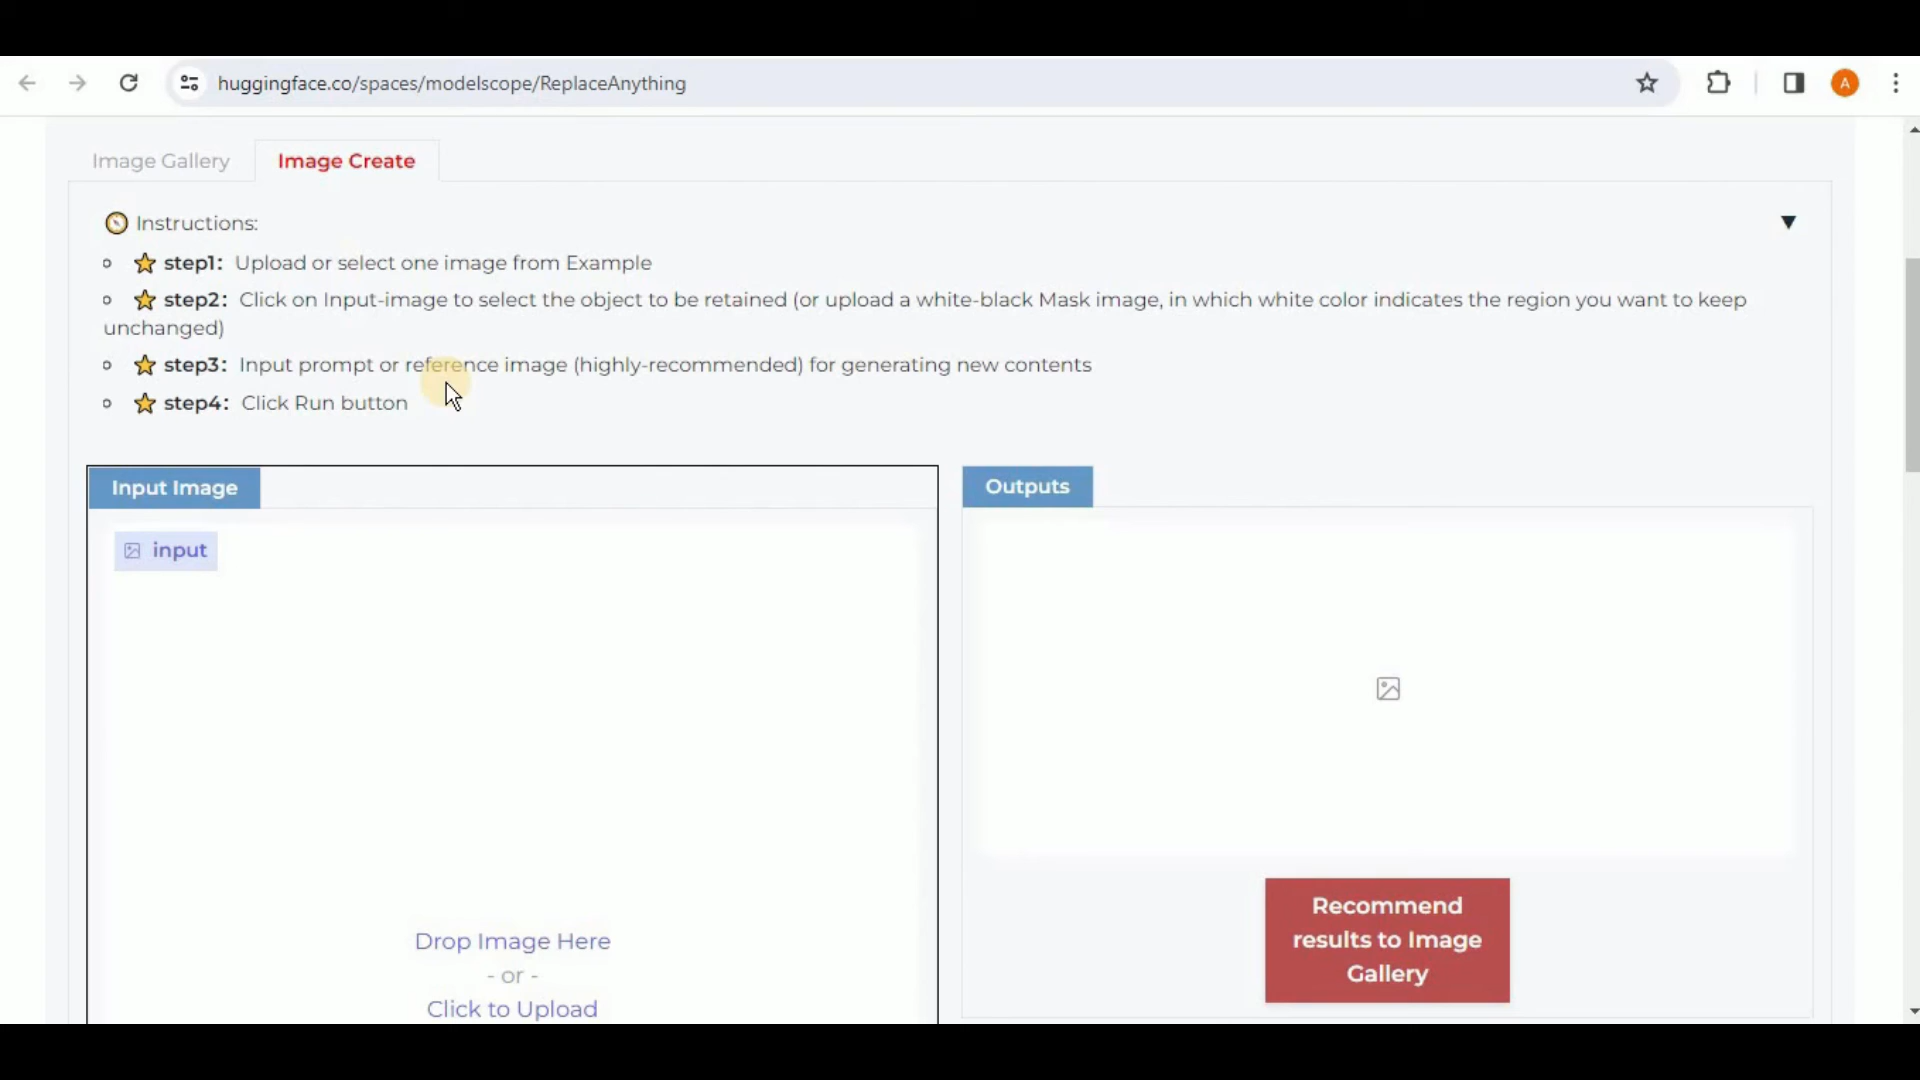 huggingface.co/spaces/modelscope/ReplaceAnything
A
Image Gallery
Image Create
Instructions:
step1: Upload or select one image from Example
step2: Click on Input-image to select the object to be retained (or upload a white-black Mask image, in which white color indicates the region you want to keep
unchanged)
step3: Input prompt or reference image (highly-recommended) for generating new contents
step4: Click Run button
Input Image
Outputs
input
Drop Image Here
- or -
Click to Upload
Recommend
results to Image
Gallery